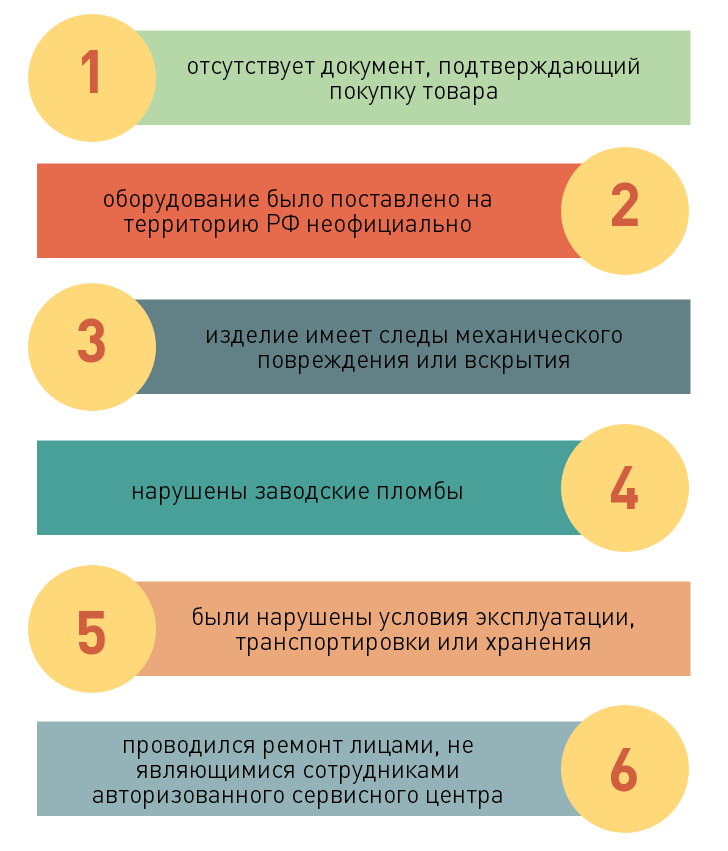 1
отсутствует документ, подтверждающий
покупку товара
оборудование было поставлено на
территорию РФ неофициально
2
3
изделие имеет следы механического
повреждения или вскрытия
нарушены заводские пломбы
4
5
были нарушены условия эксплуатации,
транспортировки или хранения
проводился ремонт лицами, не
являющимися сотрудниками
авторизованного сервисного центра
6